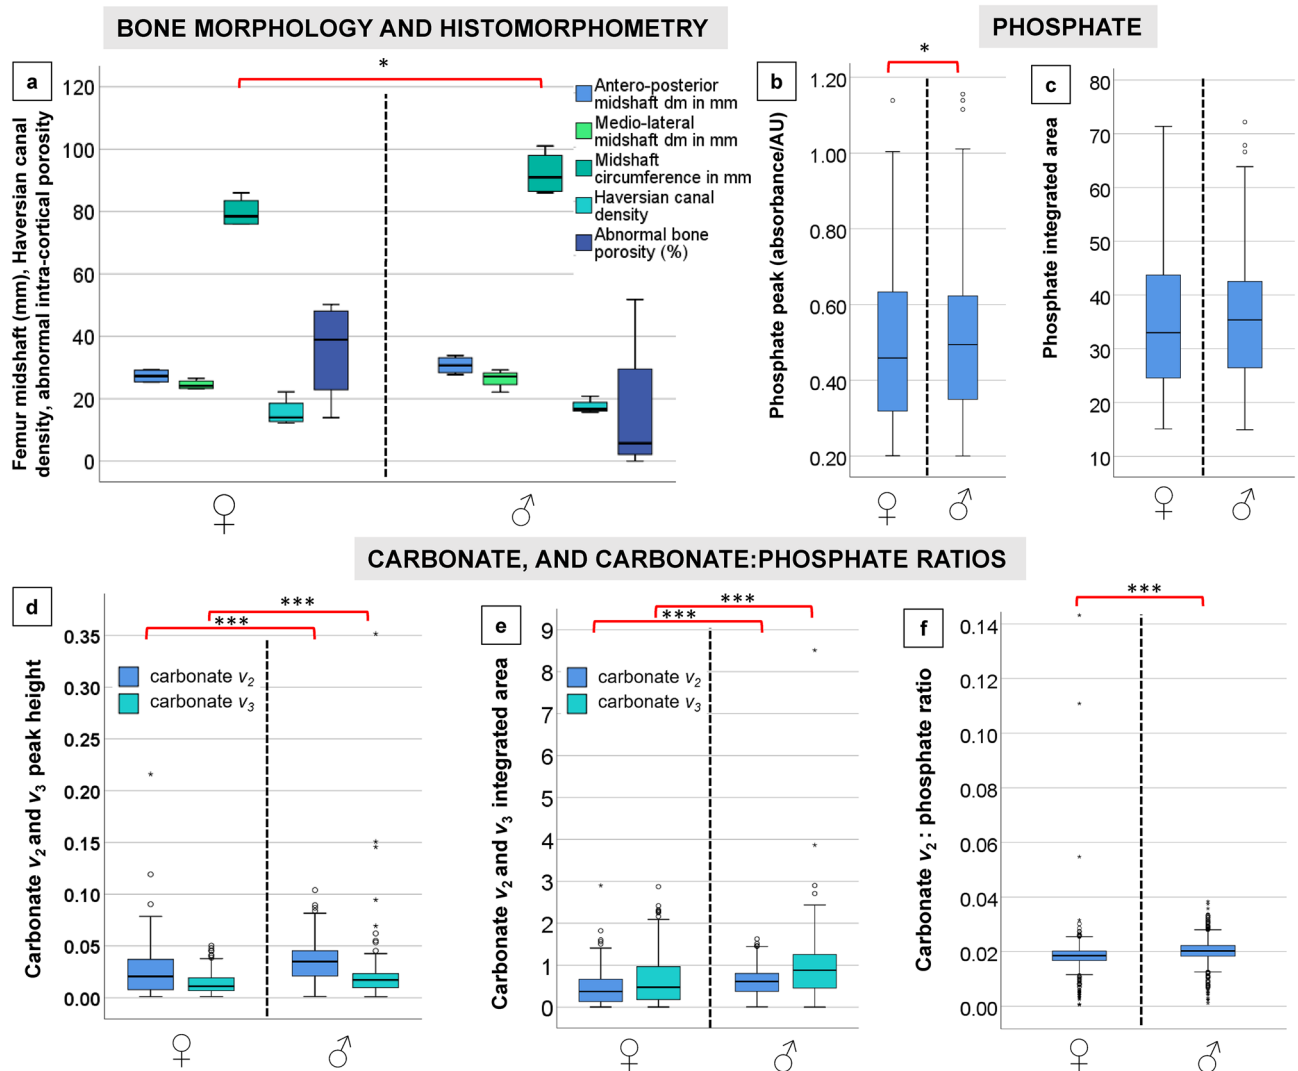 BONE MORPHOLOGY AND HISTOMORPHOMETRY
PHOSPHATE
a
*
Femur midshaft (mm), Haversian canal
density, abnormal intra-cortical porosity
120
100
80
60
40
20
0
Antero-posterior
midshaft dm in mm
Medio-lateral
midshaft dm in mm
Midshaft
circumference in mm
Haversian canal
density
Abnormal bone
porosity (%)
♀
♂
b
*
Phosphate peak (absorbance/AU)
1.20
1.00
0.80
0.60
0.40
0.20
♀
♂
c
Phosphate integrated area
80
70
60
50
40
30
20
10
♀
♂
CARBONATE, AND CARBONATE:PHOSPHATE RATIOS
d
***
***
Carbonate v2 and v3 peak height
0.35
0.30
0.25
0.20
0.15
0.10
0.05
0.00
carbonate v2
carbonate v3
♀
♂
e
***
***
Carbonate v2 and v3 integrated area
9
8
7
6
5
4
3
2
1
0
carbonate v2
carbonate v3
♀
♂
f
***
Carbonate v2 : phosphate ratio
0.14
0.12
0.10
0.08
0.06
0.04
0.02
0.00
♀
♂